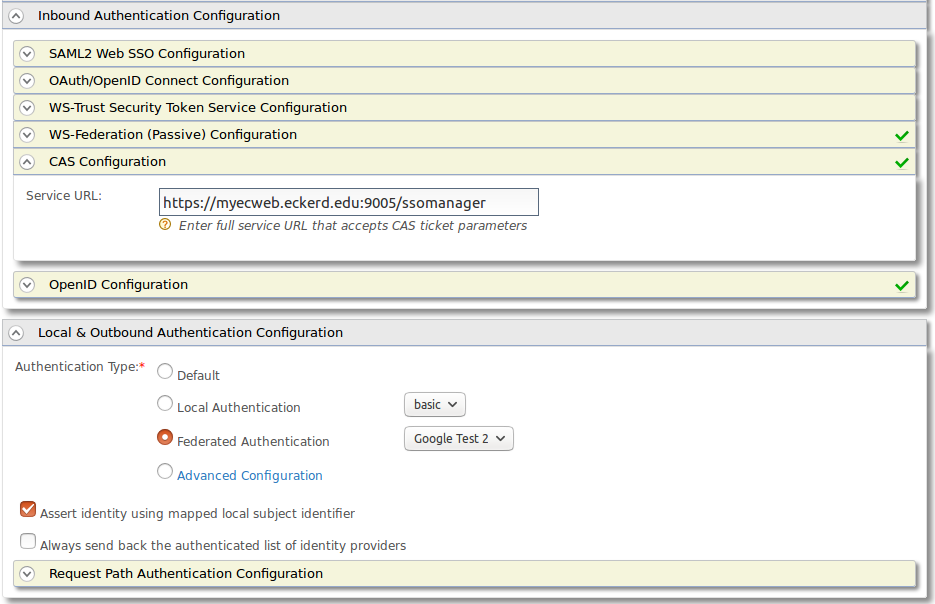 Inbound Authentication Configuration
SAML2 Web SSO Configuration
OAuth/OpenID Connect Configuration
WS-Trust Security Token Service Configuration
WS-Federation (Passive) Configuration
CAS Configuration
Service URL: https://myecweb.eckerd.edu:9005/ssomanager
? Enter full service URL that accepts CAS ticket parameters
OpenID Configuration
Local & Outbound Authentication Configuration
Authentication Type:* Default
Local Authentication basic
Federated Authentication Google Test 2
Advanced Configuration
Assert identity using mapped local subject identifier
Always send back the authenticated list of identity providers
Request Path Authentication Configuration